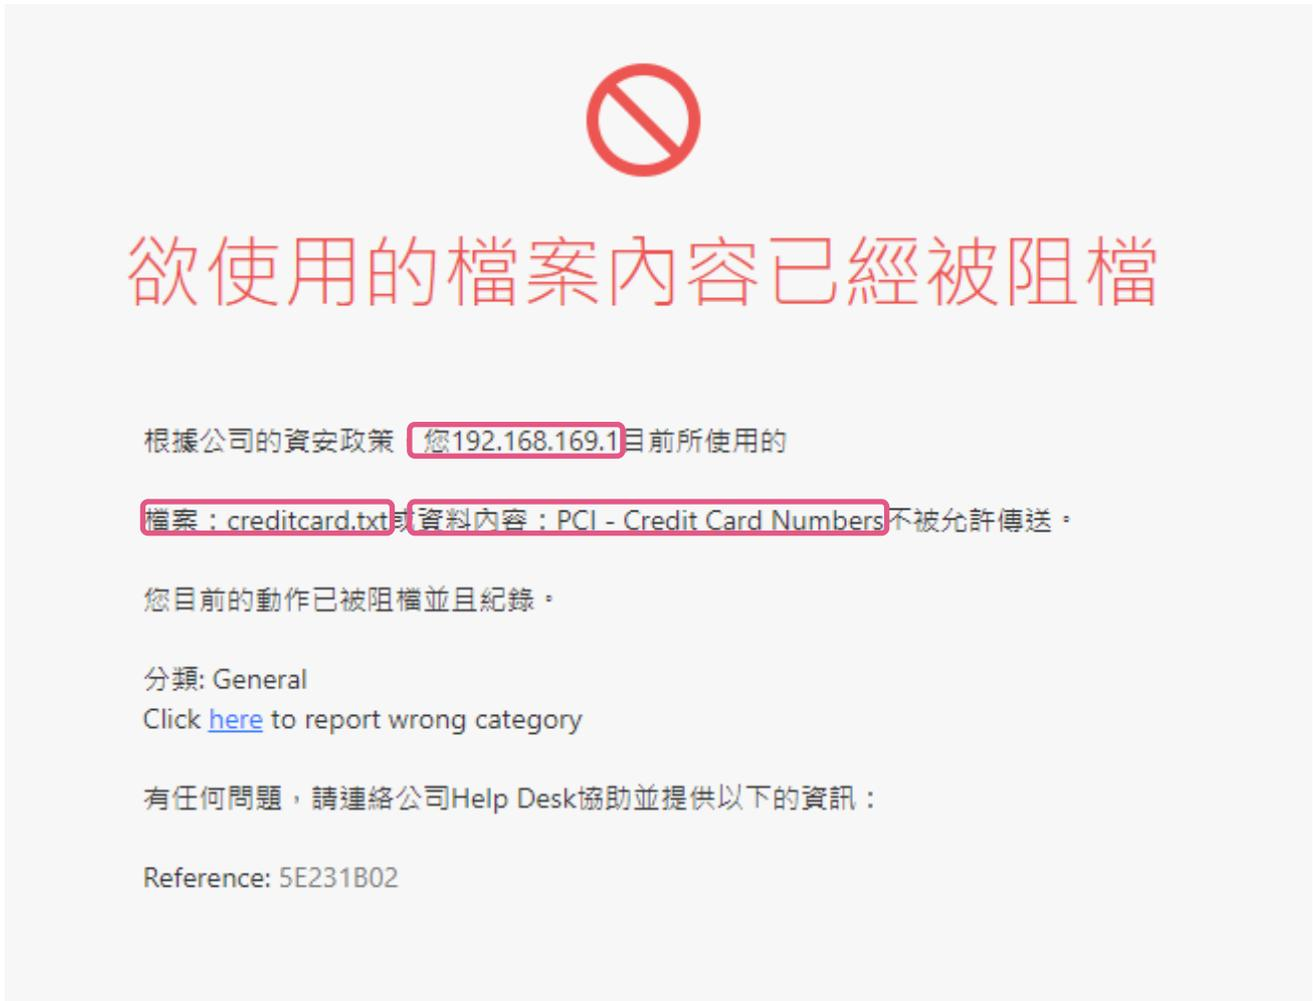 欲使用的檔案內容已經被阻檔
根據公司的資安政策 您192.168.169.1目前所使用的
檔案：creditcard.txt或資料內容：PCI - Credit Card Numbers不被允許傳送。
您目前的動作已被阻檔並且紀錄。
分類: General
Click here to report wrong category
有任何問題，請連絡公司Help Desk協助並提供以下的資訊：
Reference: 5E231B02